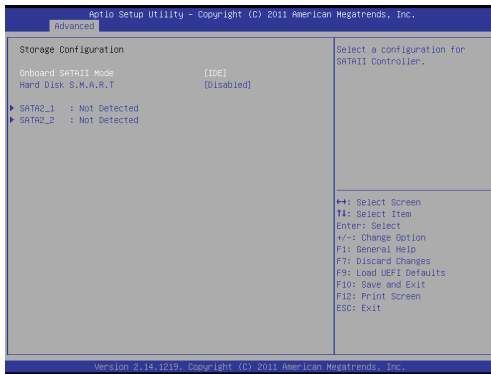 Aptio Setup Utility – Copyright (C) 2011 American Megatrends, Inc.
Advanced
Storage Configuration
Onboard SATAII Mode [IDE]
Hard Disk S.M.A.R.T [Disabled]
SATA2_1 : Not Detected
SATA2_2 : Not Detected
Select a configuration for
SATAII Controller.
↔: Select Screen
↑↓: Select Item
Enter: Select
+/-: Change Option
F1: General Help
F7: Discard Changes
F9: Load UEFI Defaults
F10: Save and Exit
F12: Print Screen
ESC: Exit
Version 2.14.1219. Copyright (C) 2011 American Megatrends, Inc.